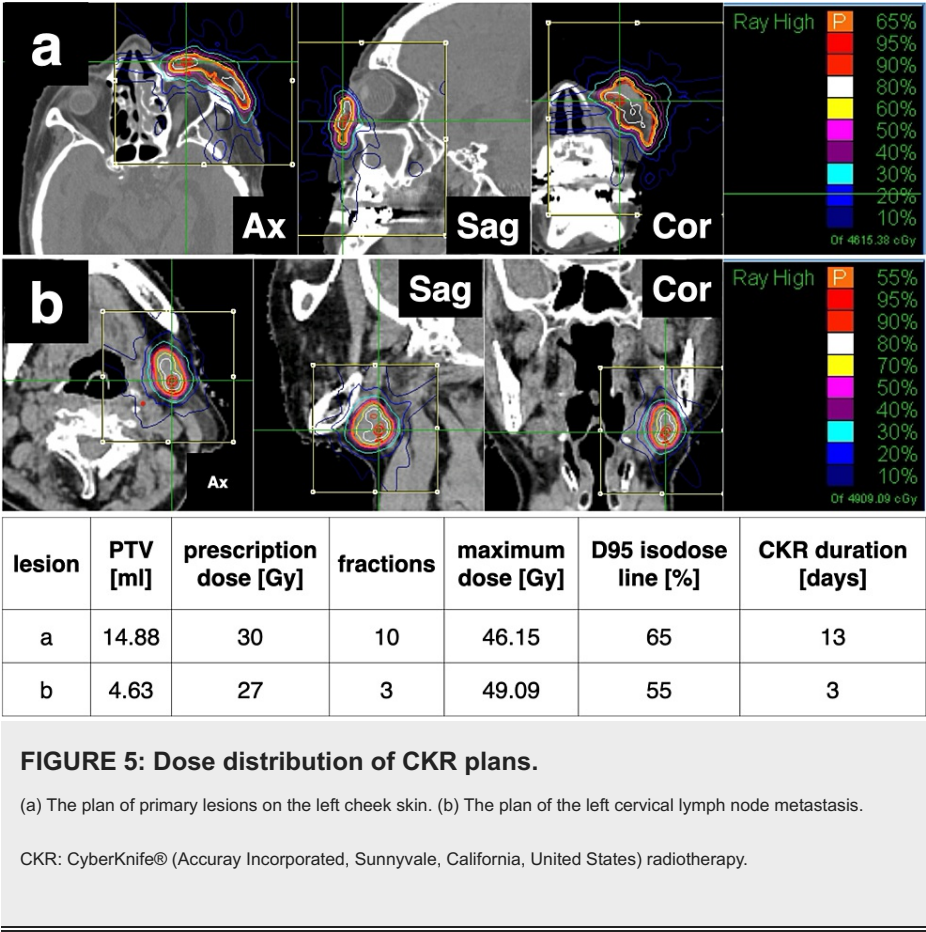 a
Ax
Sag
Cor
Ray High P 65%
95%
90%
80%
60%
50%
40%
30%
20%
10%
Of 4615.38 cGy
b
Ax
Sag
Cor
Ray High P 55%
95%
90%
80%
70%
50%
40%
30%
20%
10%
Of 4909.09 cGy
lesion PTV [ml] prescription dose [Gy] fractions maximum dose [Gy] D95 isodose line [%] CKR duration [days]
a 14.88 30 10 46.15 65 13
b 4.63 27 3 49.09 55 3
FIGURE 5: Dose distribution of CKR plans.
(a) The plan of primary lesions on the left cheek skin. (b) The plan of the left cervical lymph node metastasis.
CKR: CyberKnife® (Accuray Incorporated, Sunnyvale, California, United States) radiotherapy.